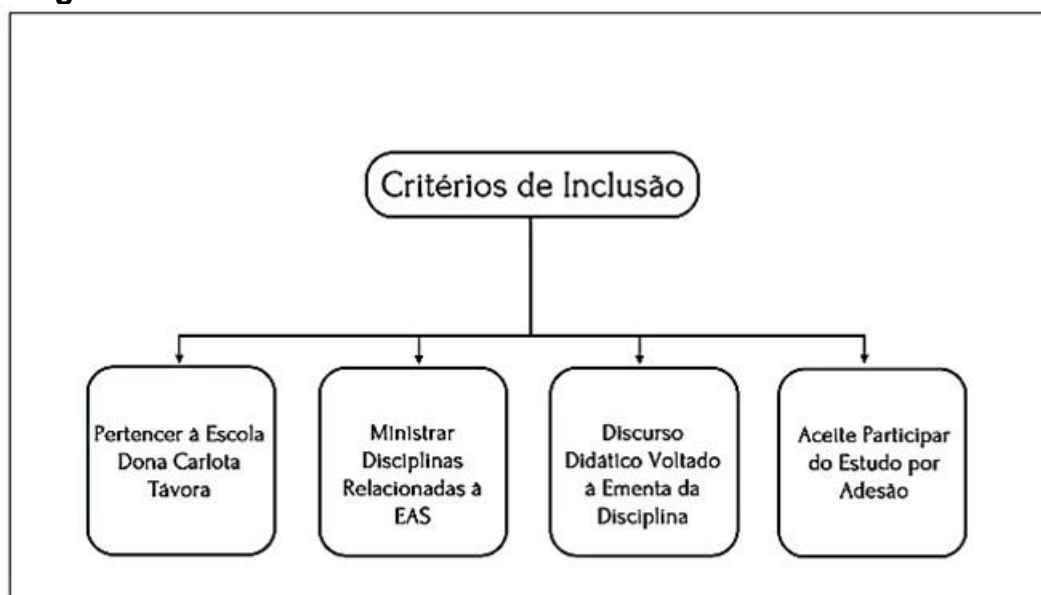 Critérios de Inclusão
Pertencer à Escola
Dona Carlota
Távora
Ministrar
Disciplinas
Relacionadas à
EAS
Discurso
Didático Voltado
à Ementa da
Disciplina
Aceite Participar
do Estudo por
Adesão